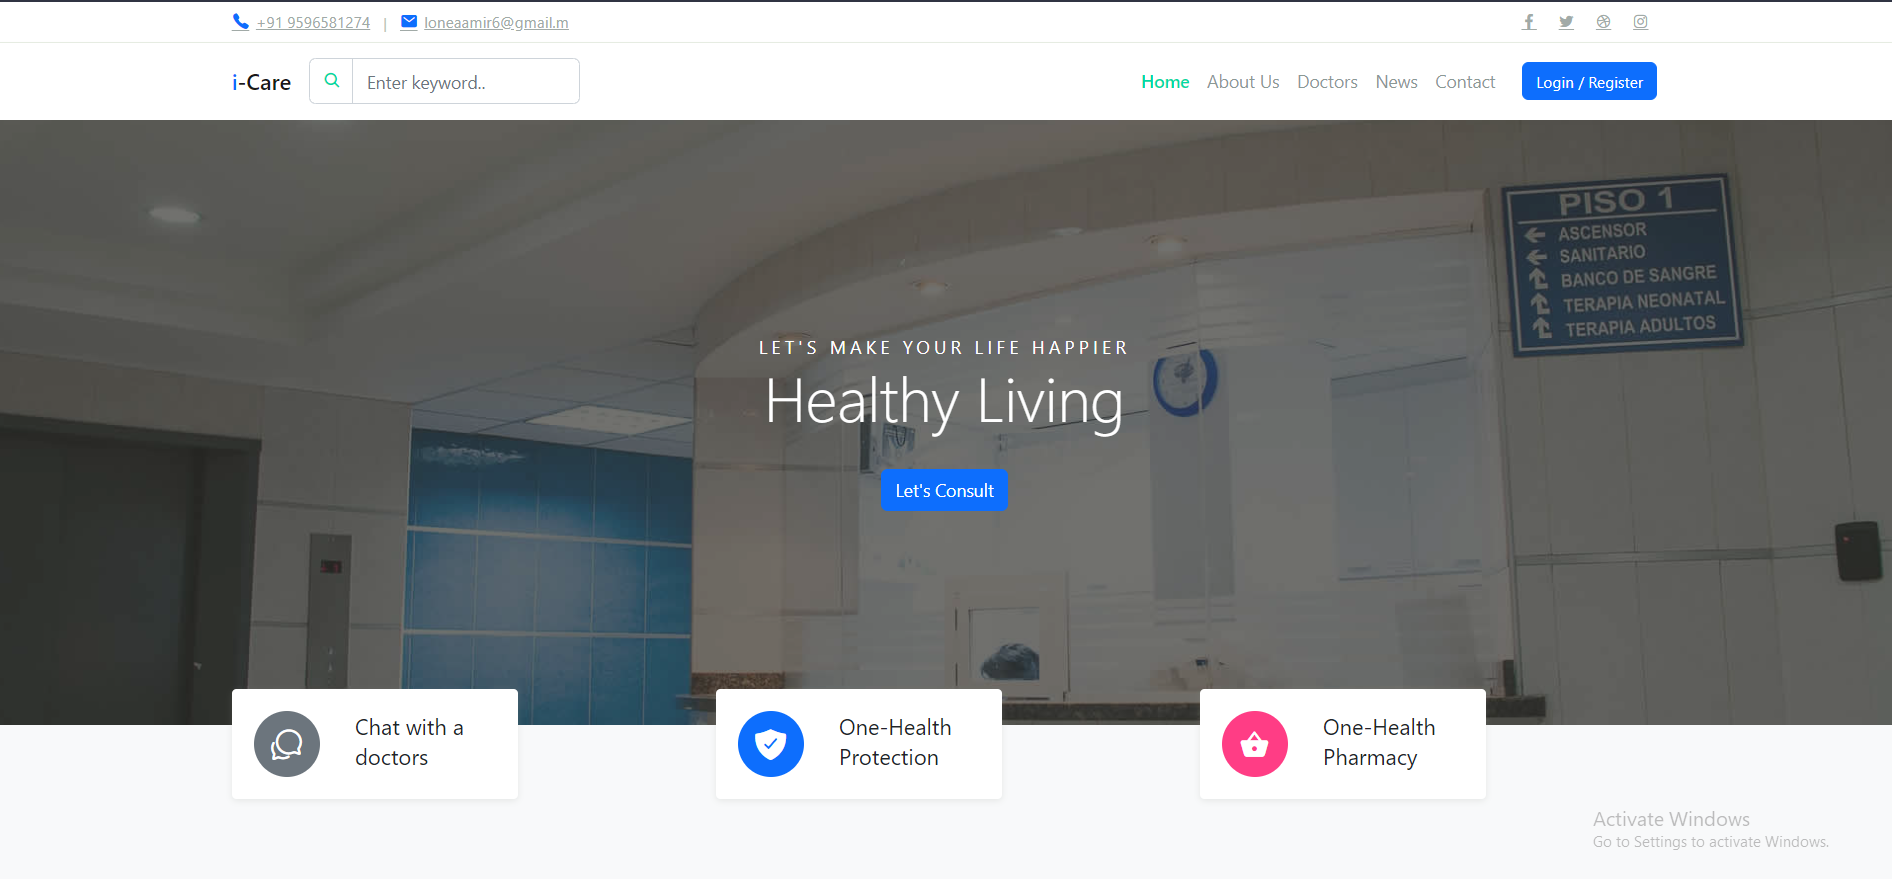 +91 9596581274 | loneaamir6@gmail.m
i-Care
Enter keyword..
Home About Us Doctors News Contact
Login / Register
PISO 1
ASCENSOR
SANITARIO
BANCO DE SANGRE
TERAPIA NEONATAL
TERAPIA ADULTOS
LET'S MAKE YOUR LIFE HAPPIER
Healthy Living
Let's Consult
Chat with a
doctors
One-Health
Protection
One-Health
Pharmacy
Activate Windows
Go to Settings to activate Windows.